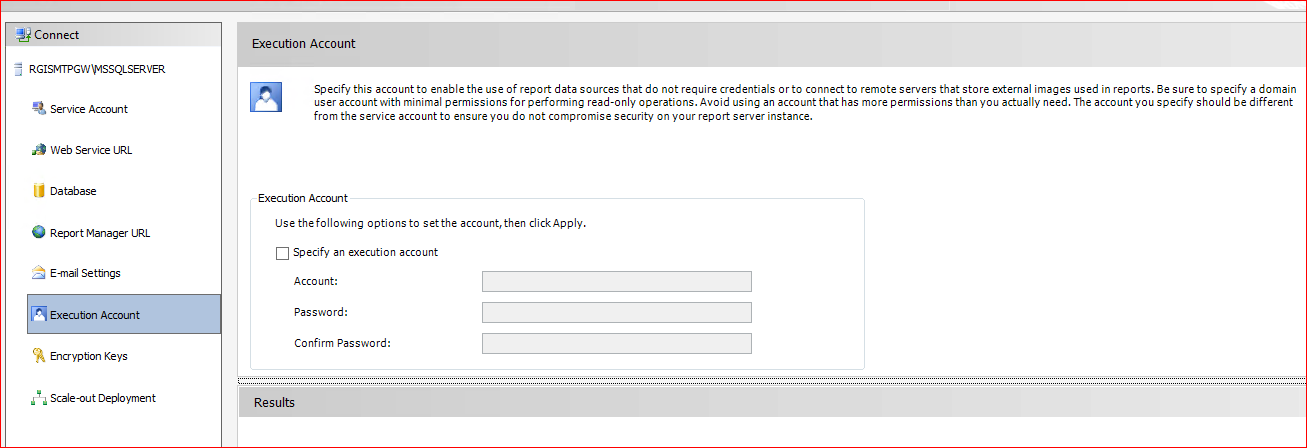 Connect
RGISMTPGW\MSSQLSERVER
Service Account
Web Service URL
Database
Report Manager URL
E-mail Settings
Execution Account
Encryption Keys
Scale-out Deployment
Execution Account
Specify this account to enable the use of report data sources that do not require credentials or to connect to remote servers that store external images used in reports. Be sure to specify a domain
user account with minimal permissions for performing read-only operations. Avoid using an account that has more permissions than you actually need. The account you specify should be different
from the service account to ensure you do not compromise security on your report server instance.
Execution Account
Use the following options to set the account, then click Apply.
Specify an execution account
Account:
Password:
Confirm Password:
Results